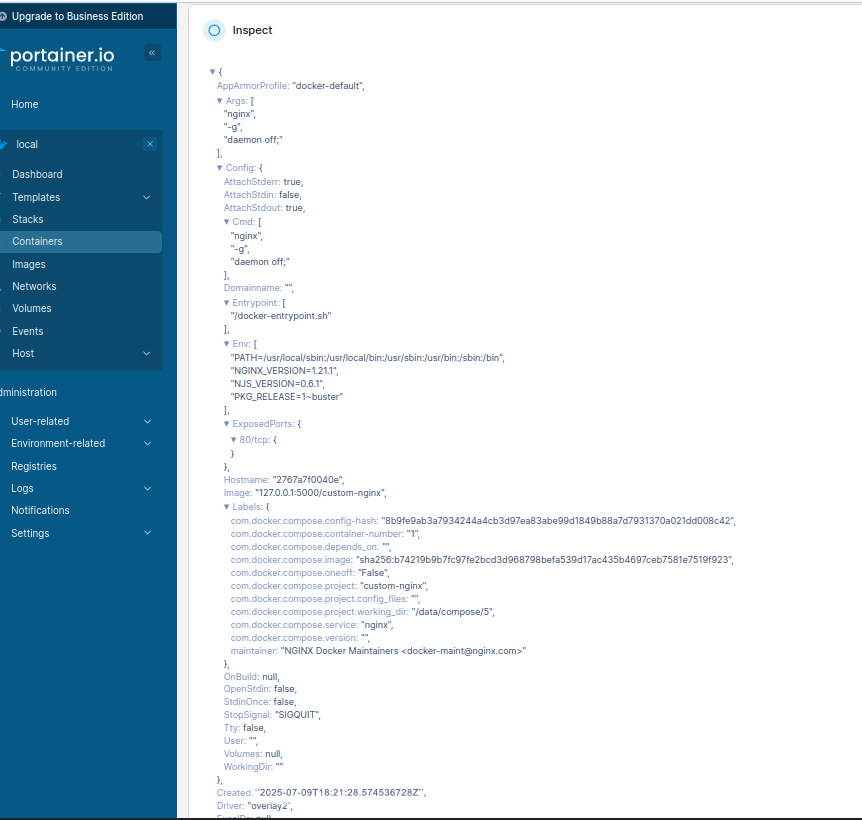 Upgrade to Business Edition
portainer.io
COMMUNITY EDITION
Home
local
Dashboard
Templates
Stacks
Containers
Images
Networks
Volumes
Events
Host
dministration
User-related
Environment-related
Registries
Logs
Notifications
Settings
Inspect
{
AppArmorProfile: "docker-default",
Args: [
"nginx",
"-g",
"daemon off;"
],
Config: {
AttachStderr: true,
AttachStdin: false,
AttachStdout: true,
Cmd: [
"nginx",
"-g",
"daemon off;"
],
Domainname: "",
Entrypoint: [
"/docker-entrypoint.sh"
],
Env: [
"PATH=/usr/local/sbin:/usr/local/bin:/usr/sbin:/usr/bin:/sbin:/bin",
"NGINX_VERSION=1.21.1",
"NJS_VERSION=0.6.1",
"PKG_RELEASE=1~buster"
],
ExposedPorts: {
80/tcp: {
}
},
Hostname: "2767a7f0040e",
Image: "127.0.0.1:5000/custom-nginx",
Labels: {
com.docker.compose.config-hash: "8b9fe9ab3a7934244a4cb3d97ea83abe99d1849b88a7d7931370a021dd008c42",
com.docker.compose.container-number: "1",
com.docker.compose.depends_on: "",
com.docker.compose.image: "sha256:b74219b9b7fc97fe2bcd3d968798befa539d17ac435b4697ceb7581e7519f923",
com.docker.compose.oneoff: "False",
com.docker.compose.project: "custom-nginx",
com.docker.compose.project.config_files: "",
com.docker.compose.project.working_dir: "/data/compose/5",
com.docker.compose.service: "nginx",
com.docker.compose.version: "",
maintainer: "NGINX Docker Maintainers <docker-maint@nginx.com>"
},
OnBuild: null,
OpenStdin: false,
StdinOnce: false,
StopSignal: "SIGQUIT",
Tty: false,
User: "",
Volumes: null,
WorkingDir: ""
},
Created: "2025-07-09T18:21:28.574536728Z",
Driver: "overlay2",